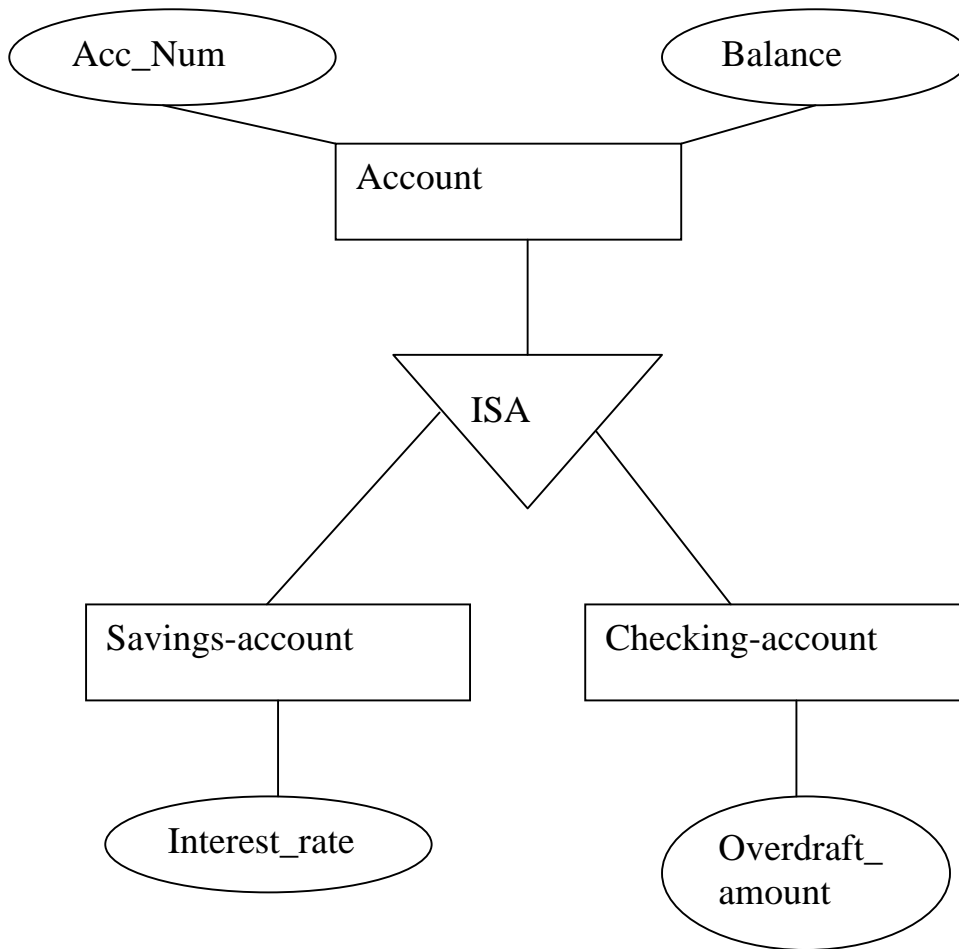 Acc_Num
Balance
Account
ISA
Savings-account
Checking-account
Interest_rate
Overdraft_
amount